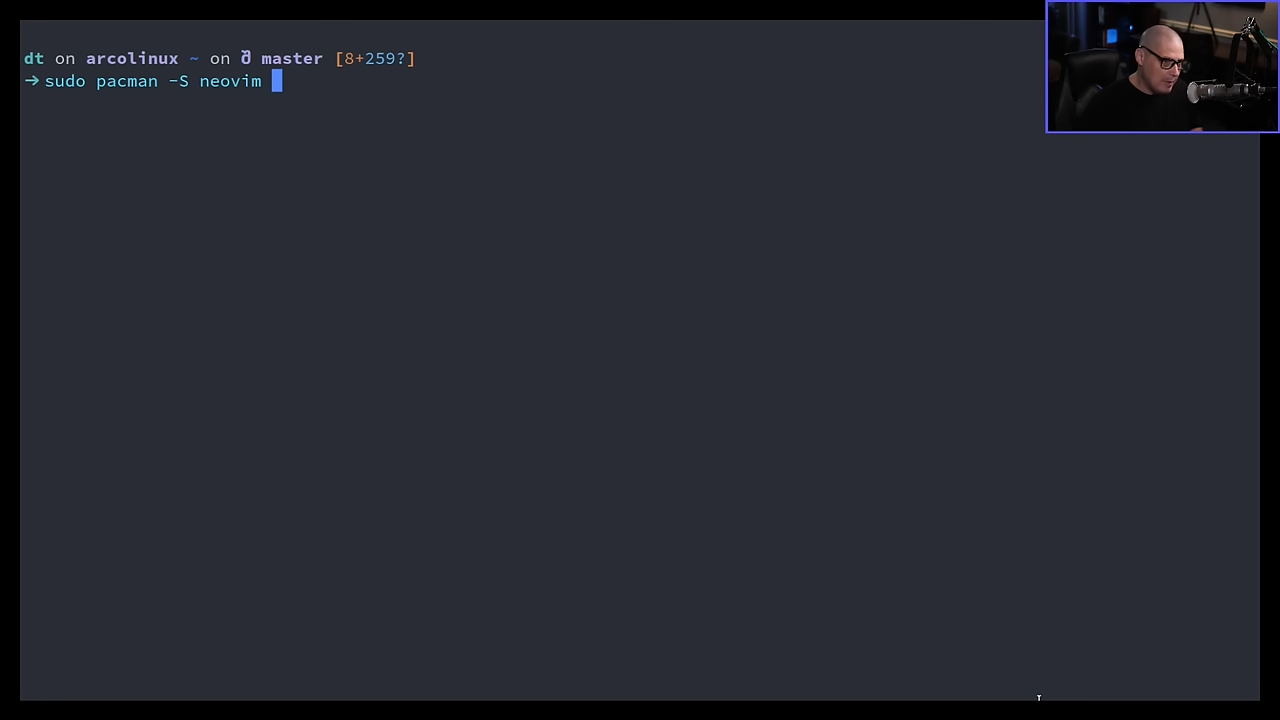 dt on arcolinux ~ on ð master [8+259?]
→ sudo pacman -S neovim